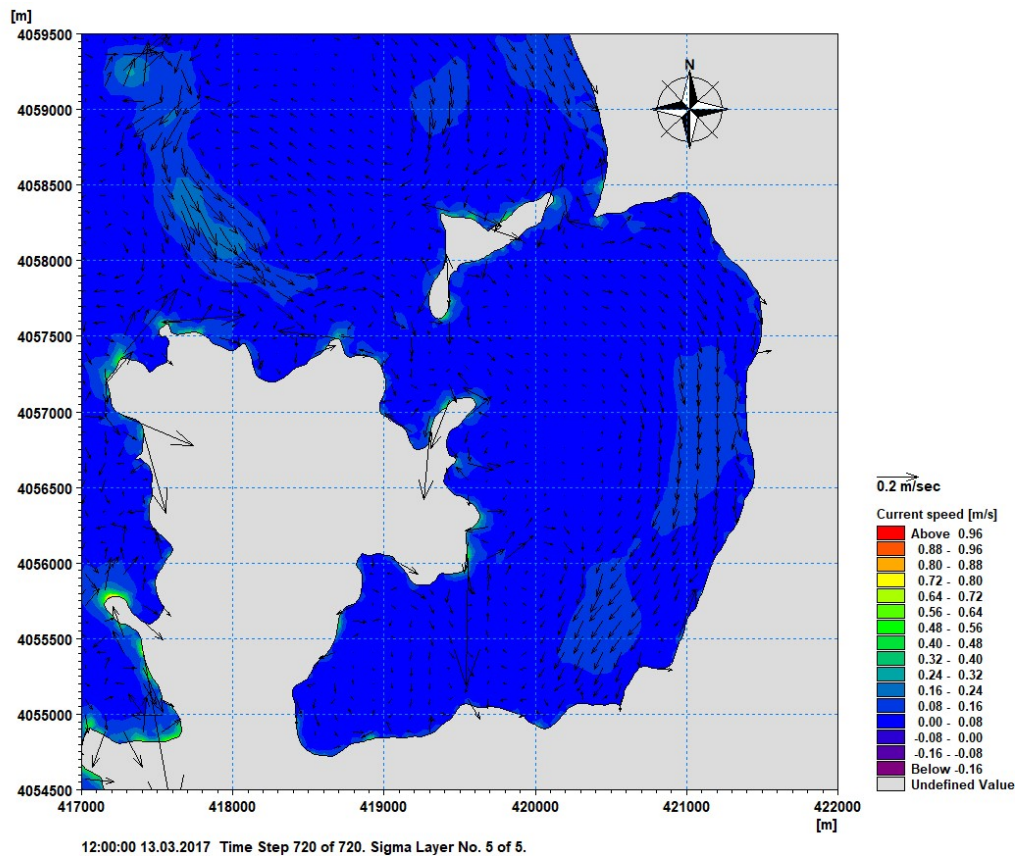 [m]
4059500
4059000
4058500
4058000
4057500
4057000
4056500
4056000
4055500
4055000
4054500
417000 418000 419000 420000 421000 422000
[m]
N
0.2 m/sec
Current speed [m/s]
Above 0.96
0.88 - 0.96
0.80 - 0.88
0.72 - 0.80
0.64 - 0.72
0.56 - 0.64
0.48 - 0.56
0.40 - 0.48
0.32 - 0.40
0.24 - 0.32
0.16 - 0.24
0.08 - 0.16
0.00 - 0.08
-0.08 - 0.00
-0.16 - -0.08
Below -0.16
Undefined Value
12:00:00 13.03.2017 Time Step 720 of 720. Sigma Layer No. 5 of 5.